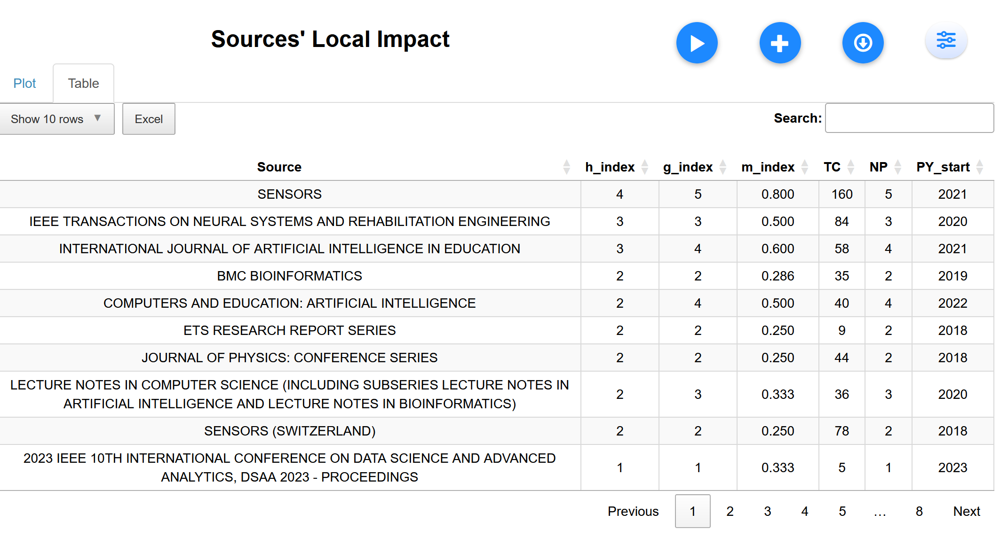 Sources' Local Impact
Plot
Table
Show 10 rows ▼
Excel
Search:
Source h_index g_index m_index TC NP PY_start
SENSORS 4 5 0.800 160 5 2021
IEEE TRANSACTIONS ON NEURAL SYSTEMS AND REHABILITATION ENGINEERING 3 3 0.500 84 3 2020
INTERNATIONAL JOURNAL OF ARTIFICIAL INTELLIGENCE IN EDUCATION 3 4 0.600 58 4 2021
BMC BIOINFORMATICS 2 2 0.286 35 2 2019
COMPUTERS AND EDUCATION: ARTIFICIAL INTELLIGENCE 2 4 0.500 40 4 2022
ETS RESEARCH REPORT SERIES 2 2 0.250 9 2 2018
JOURNAL OF PHYSICS: CONFERENCE SERIES 2 2 0.250 44 2 2018
LECTURE NOTES IN COMPUTER SCIENCE (INCLUDING SUBSERIES LECTURE NOTES IN
ARTIFICIAL INTELLIGENCE AND LECTURE NOTES IN BIOINFORMATICS) 2 3 0.333 36 3 2020
SENSORS (SWITZERLAND) 2 2 0.250 78 2 2018
2023 IEEE 10TH INTERNATIONAL CONFERENCE ON DATA SCIENCE AND ADVANCED
ANALYTICS, DSAA 2023 - PROCEEDINGS 1 1 0.333 5 1 2023
Previous 1 2 3 4 5 … 8 Next